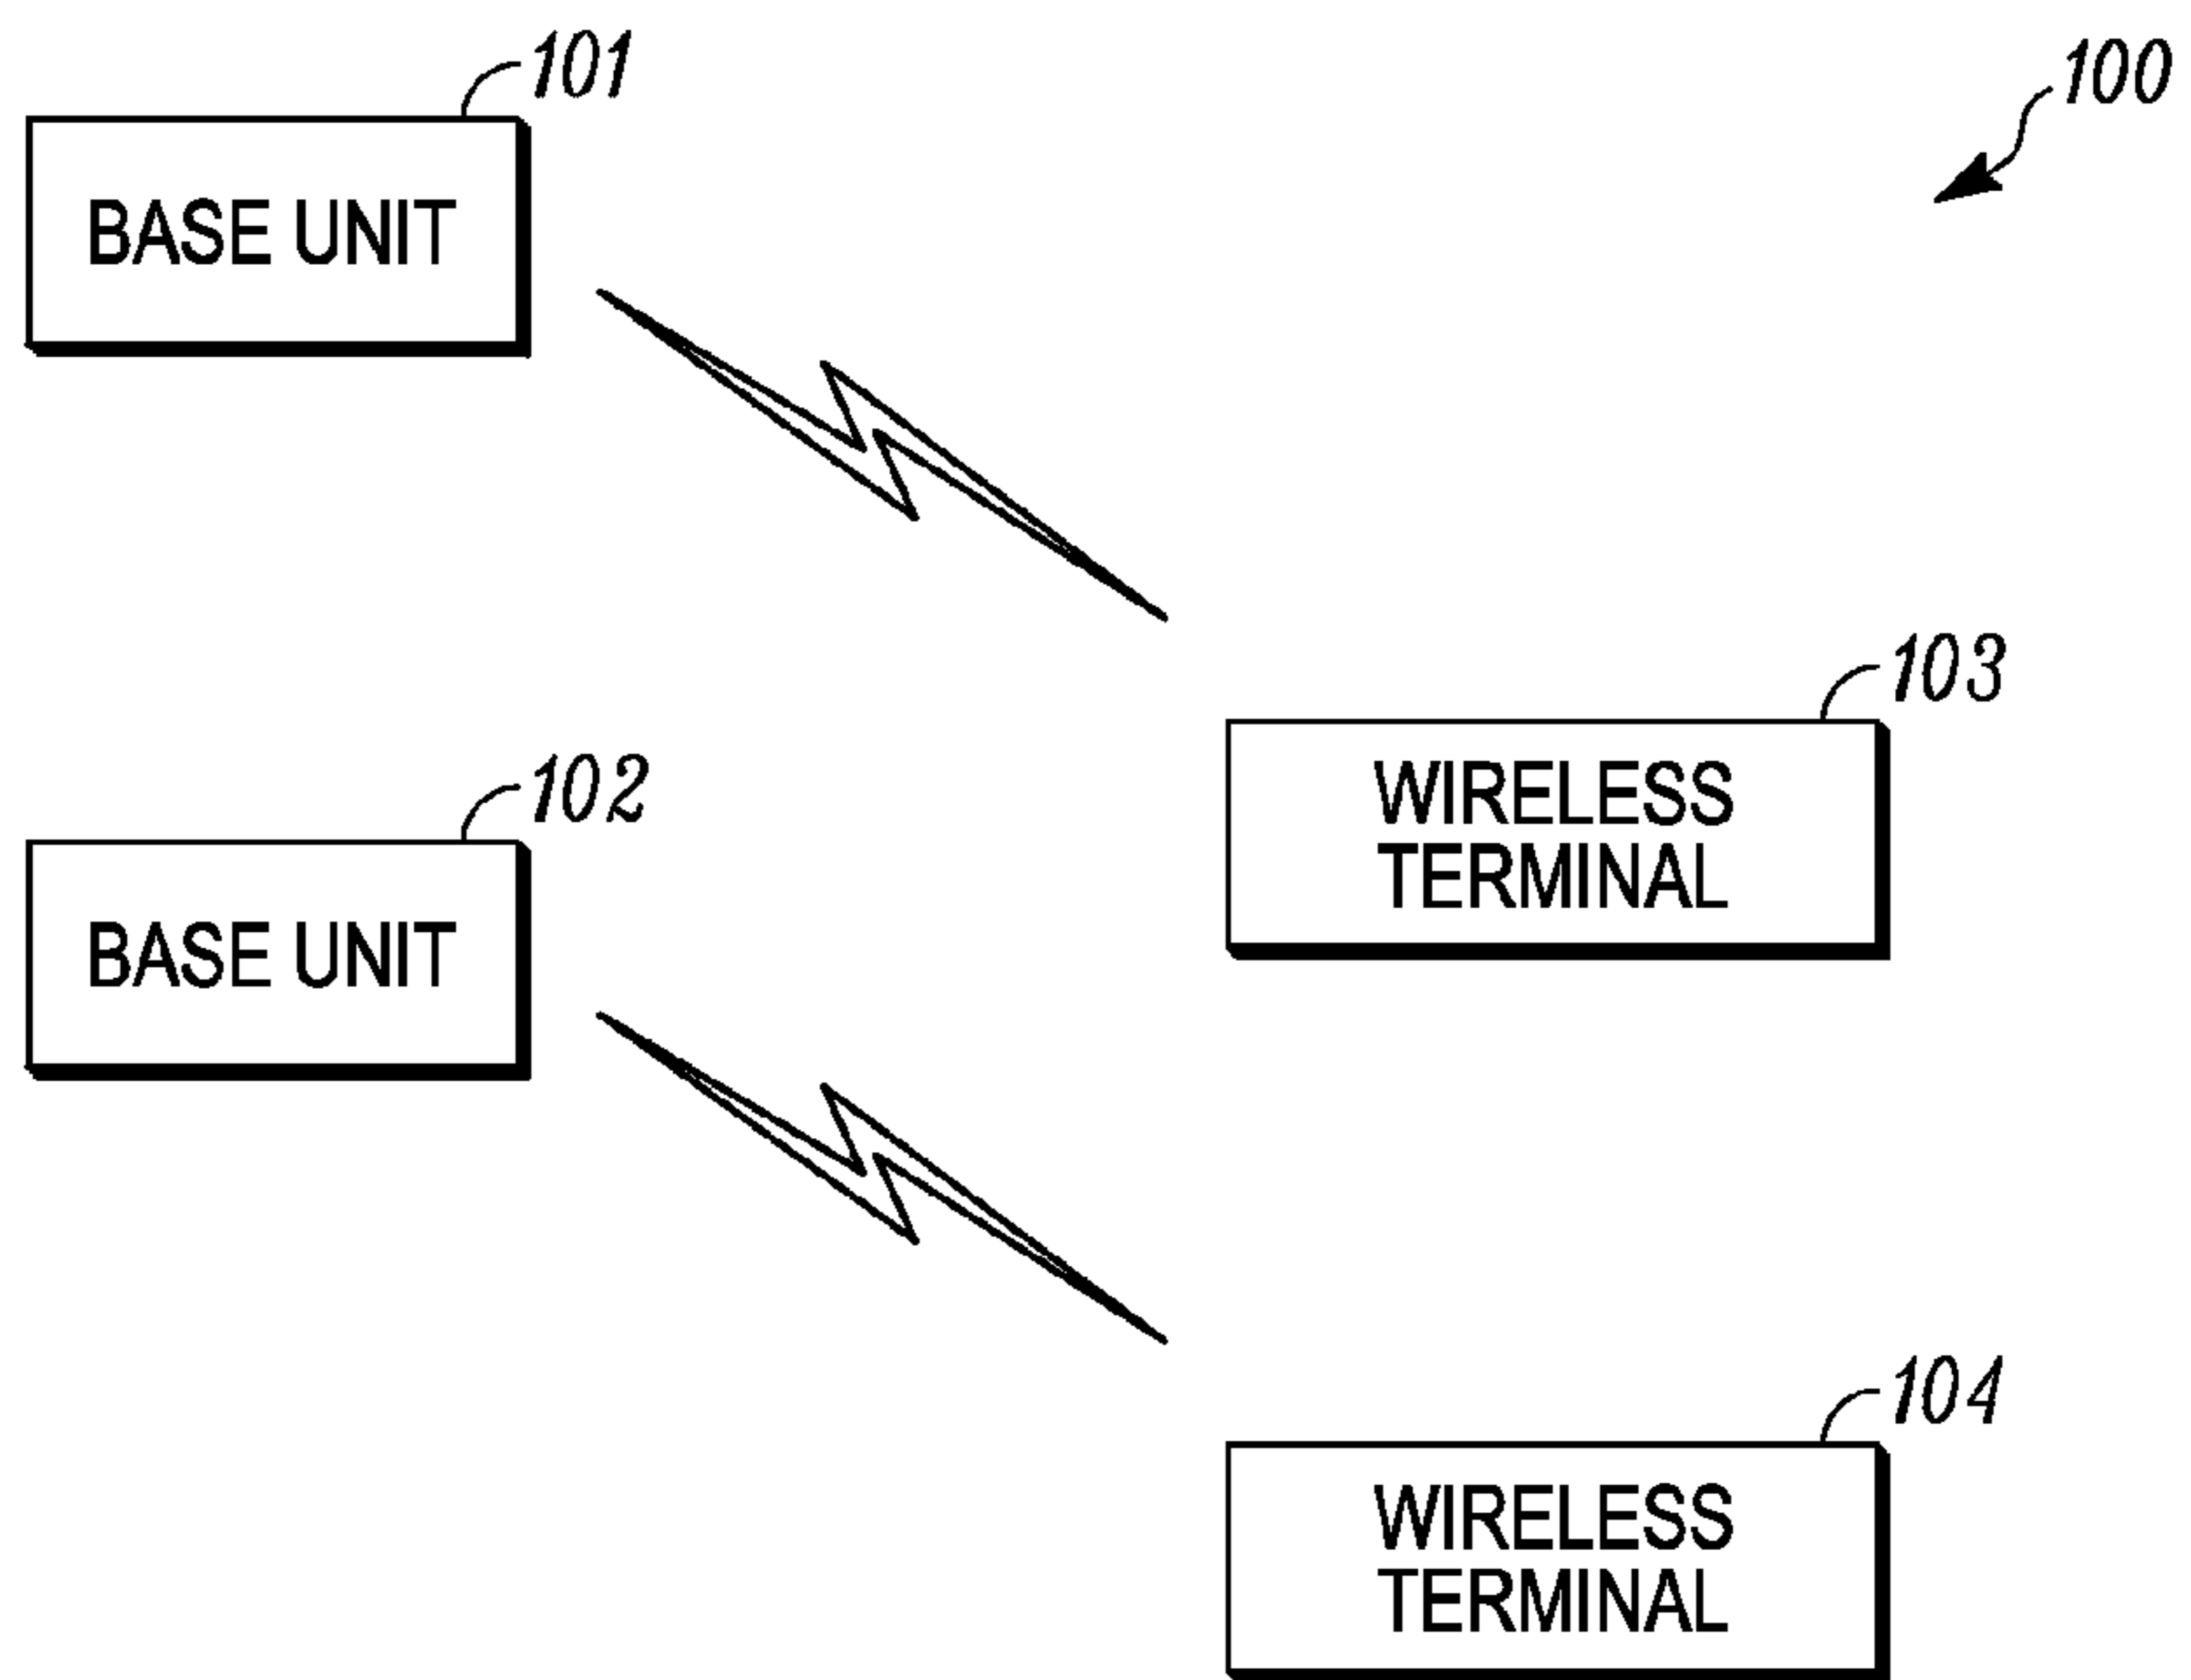 101
100
BASE UNIT
103
102
WIRELESS
TERMINAL
BASE UNIT
104
WIRELESS
TERMINAL